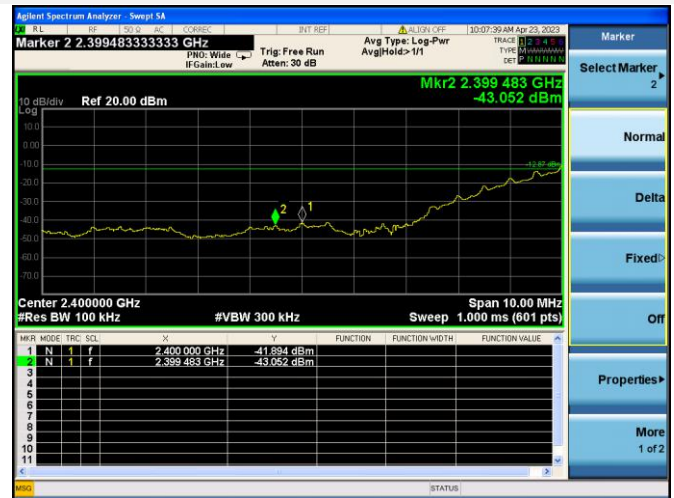 Agilent Spectrum Analyzer - Swept SA
RL RF 50 Ω AC CORREC INT REF ALIGN OFF 10:07:39 AM Apr 23, 2023
Marker 2 2.399483333333 GHz
PNO: Wide Trig: Free Run Avg Type: Log-Pwr TRACE 1 2 3 4 5 6
IFGain:Low Atten: 30 dB Avg|Hold>1/1 TYPE
DET P N N N N N
Mkr2 2.399 483 GHz
10 dB/div Ref 20.00 dBm -43.052 dBm
Log
10.0
0.00
-12.87 dBm
-10.0
-20.0
-30.0
2 1
-40.0
-50.0
-60.0
-70.0
Center 2.400000 GHz Span 10.00 MHz
#Res BW 100 kHz #VBW 300 kHz Sweep 1.000 ms (601 pts)
MKR MODE TRC SCL X Y FUNCTION FUNCTION WIDTH FUNCTION VALUE
1 N 1 f 2.400 000 GHz -41.894 dBm
2 N 1 f 2.399 483 GHz -43.052 dBm
3
4
5
6
7
8
9
10
11
MSG STATUS
Marker
Select Marker
2
Normal
Delta
Fixed
Off
Properties
More
1 of 2